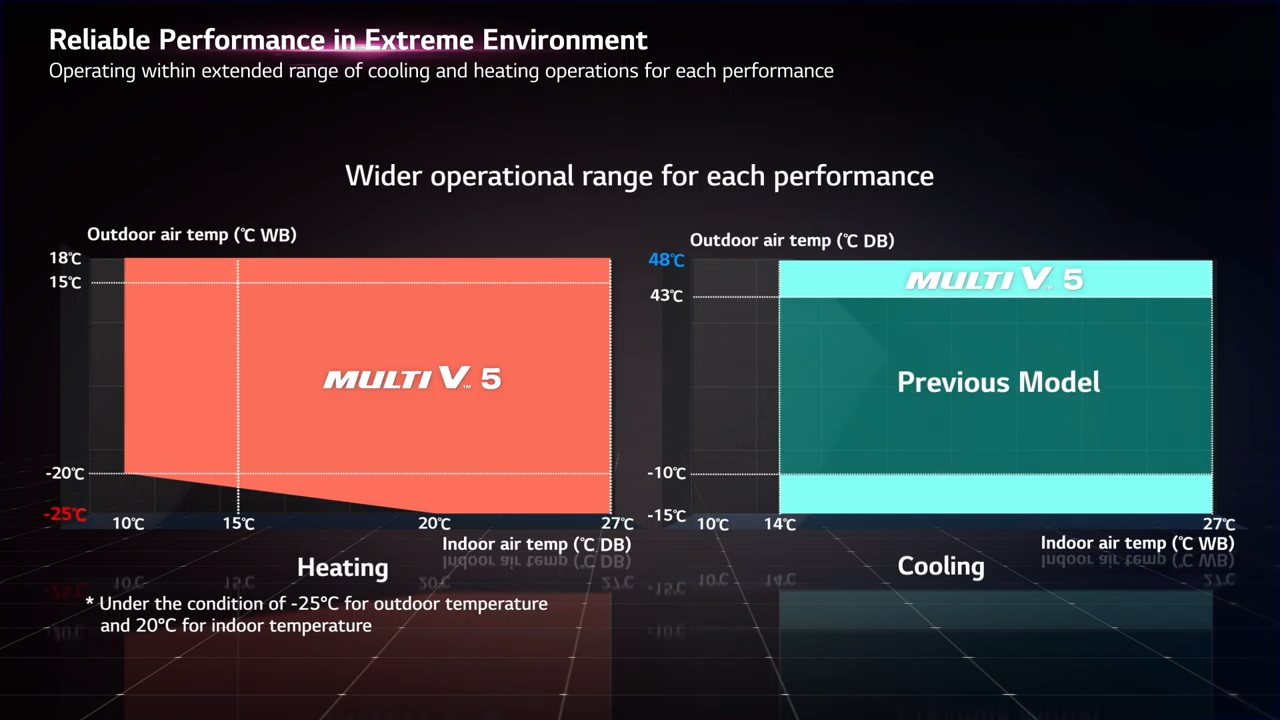 Reliable Performance in Extreme Environment
Operating within extended range of cooling and heating operations for each performance
Wider operational range for each performance
Outdoor air temp (℃ WB)
18℃
15℃
MULTI V™ 5
-20℃
-25℃
10℃ 15℃ 20℃ 27℃
Indoor air temp (℃ DB)
Heating
* Under the condition of -25°C for outdoor temperature
and 20°C for indoor temperature
Outdoor air temp (℃ DB)
48℃
MULTI V™ 5
43℃
Previous Model
-10℃
-15℃
10℃ 14℃ 27℃
Indoor air temp (℃ WB)
Cooling